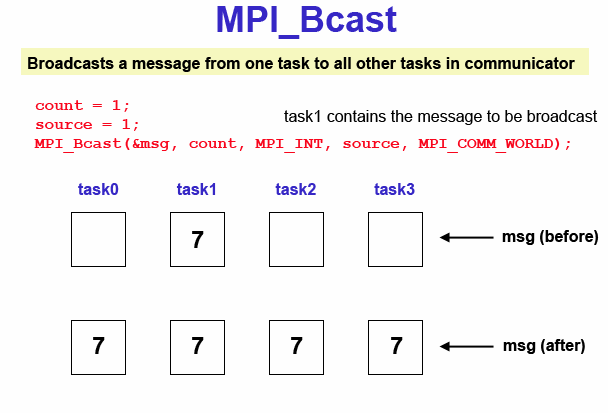 MPI_Bcast
Broadcasts a message from one task to all other tasks in communicator
count = 1;
source = 1;
task1 contains the message to be broadcast
MPI_Bcast(&msg, count, MPI_INT, source, MPI_COMM_WORLD);
task0 task1 task2 task3
7 msg (before)
7 7 7 7 msg (after)